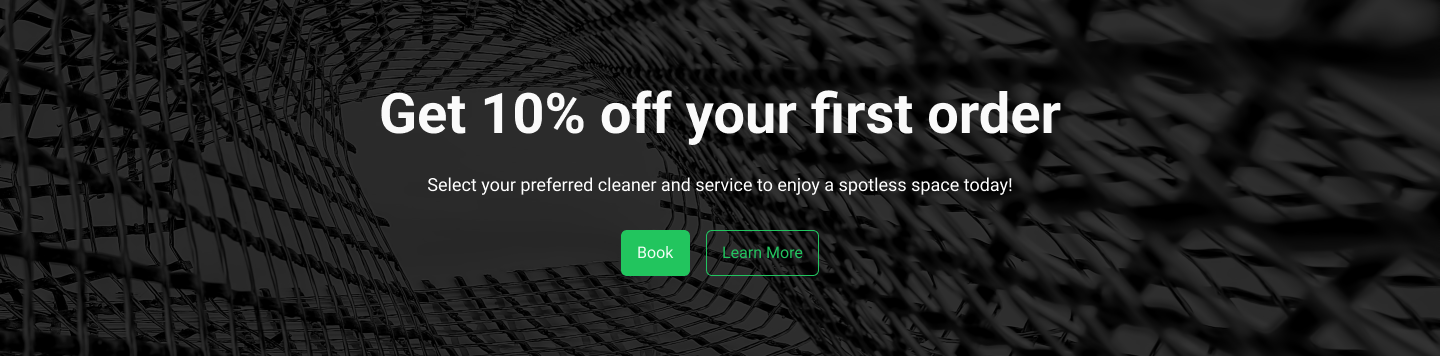 Get 10% off your first order
Select your preferred cleaner and service to enjoy a spotless space today!
Book
Learn More